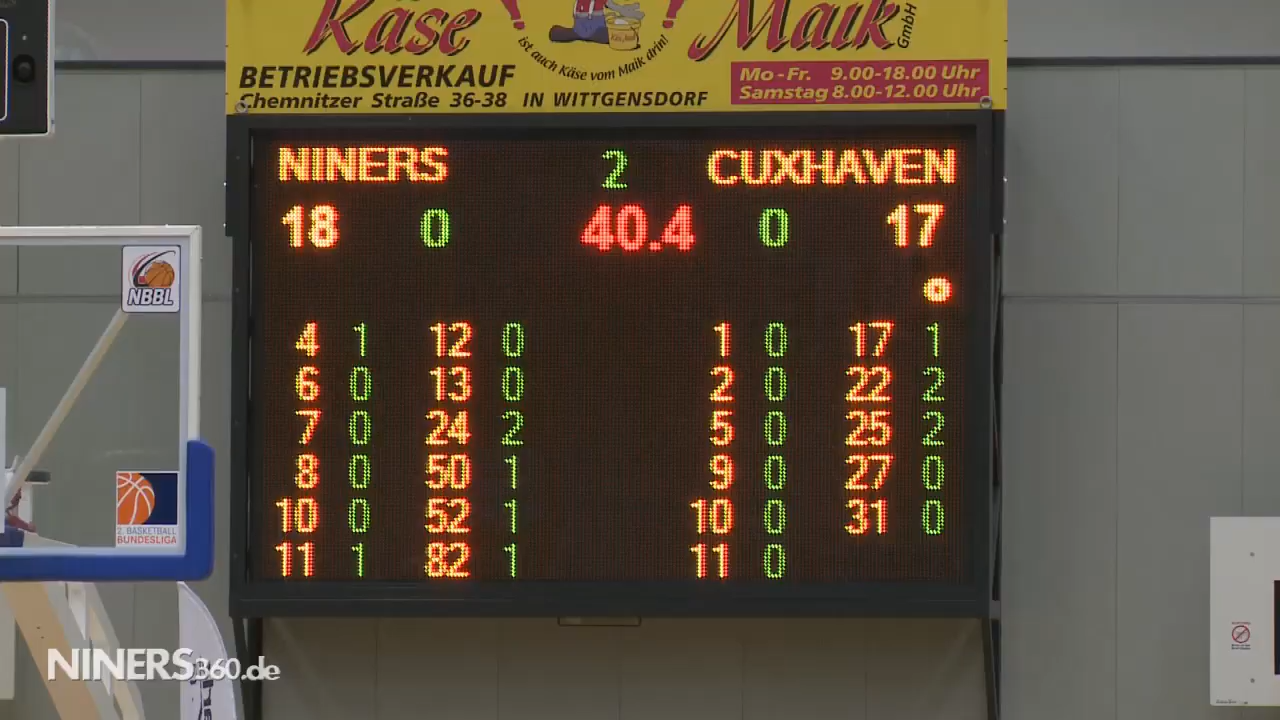 Käse Maik GmbH
ist auch Käse vom Maik drin!
BETRIEBSVERKAUF
Chemnitzer Straße 36-38 IN WITTGENSDORF
Mo-Fr. 9.00-18.00 Uhr
Samstag 8.00-12.00 Uhr
NINERS 2 CUXHAVEN
18 0 40.4 0 17
4 1 12 0 1 0 17 1
6 0 13 0 2 0 22 2
7 0 24 2 5 0 25 2
8 0 50 1 9 0 27 0
10 0 52 1 10 0 31 0
11 1 82 1 11 0
NBBL
2. BASKETBALL
BUNDESLIGA
NINERS360.de